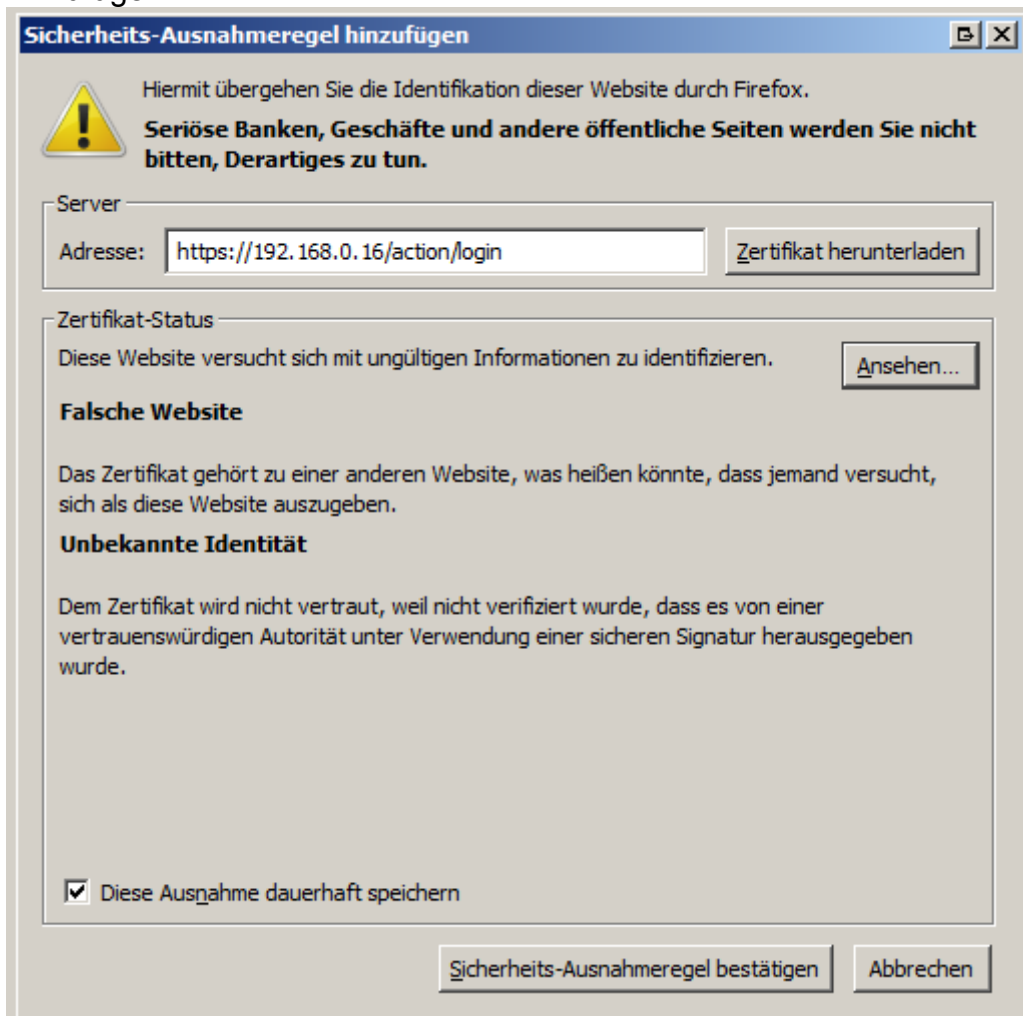 Sicherheits-Ausnahmeregel hinzufügen
Hiermit übergehen Sie die Identifikation dieser Website durch Firefox.
Seriöse Banken, Geschäfte und andere öffentliche Seiten werden Sie nicht
bitten, Derartiges zu tun.
Server
Adresse: https://192.168.0.16/action/login Zertifikat herunterladen
Zertifikat-Status
Diese Website versucht sich mit ungültigen Informationen zu identifizieren. Ansehen...
Falsche Website
Das Zertifikat gehört zu einer anderen Website, was heißen könnte, dass jemand versucht,
sich als diese Website auszugeben.
Unbekannte Identität
Dem Zertifikat wird nicht vertraut, weil nicht verifiziert wurde, dass es von einer
vertrauenswürdigen Autorität unter Verwendung einer sicheren Signatur herausgegeben
wurde.
Diese Ausnahme dauerhaft speichern
Sicherheits-Ausnahmeregel bestätigen Abbrechen